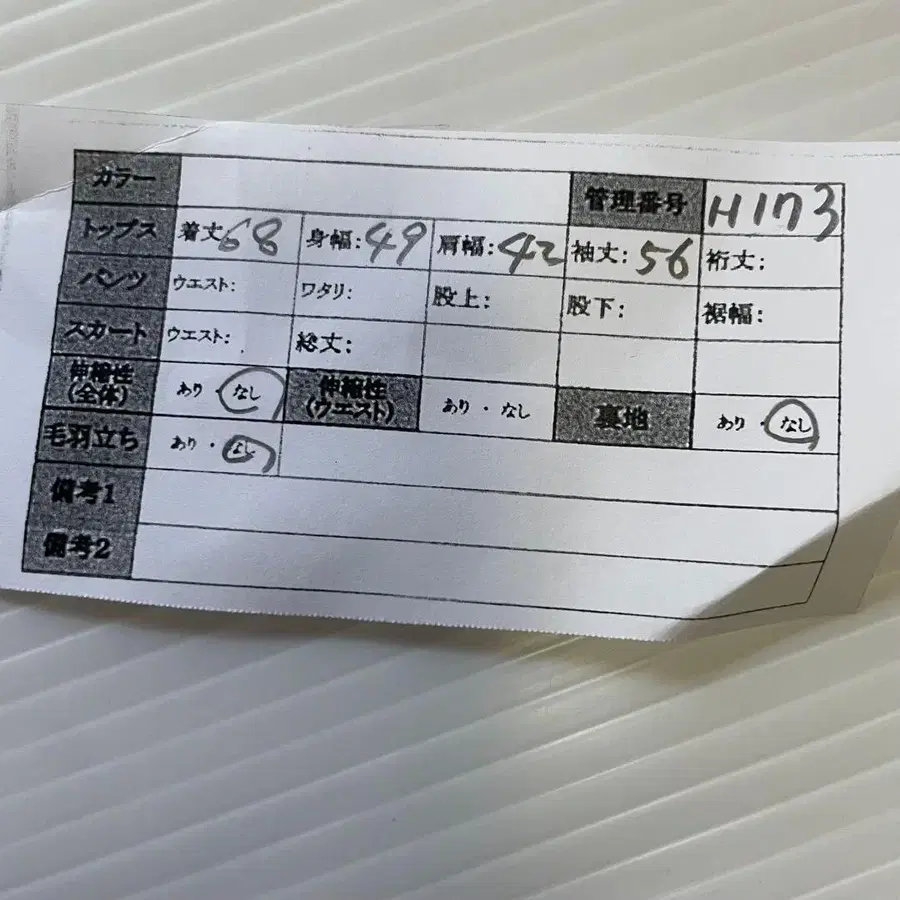 カラー 管理番号 H173
トップス 着丈68 身幅:49 肩幅:42 袖丈:56 裄丈:
パンツ ウエスト: ワタリ: 股上: 股下: 裾幅:
スカート ウエスト: 総丈:
伸縮性(全体) あり・なし 伸縮性(ウエスト) あり・なし 裏地 あり・なし
毛羽立ち あり・なし
備考1
備考2